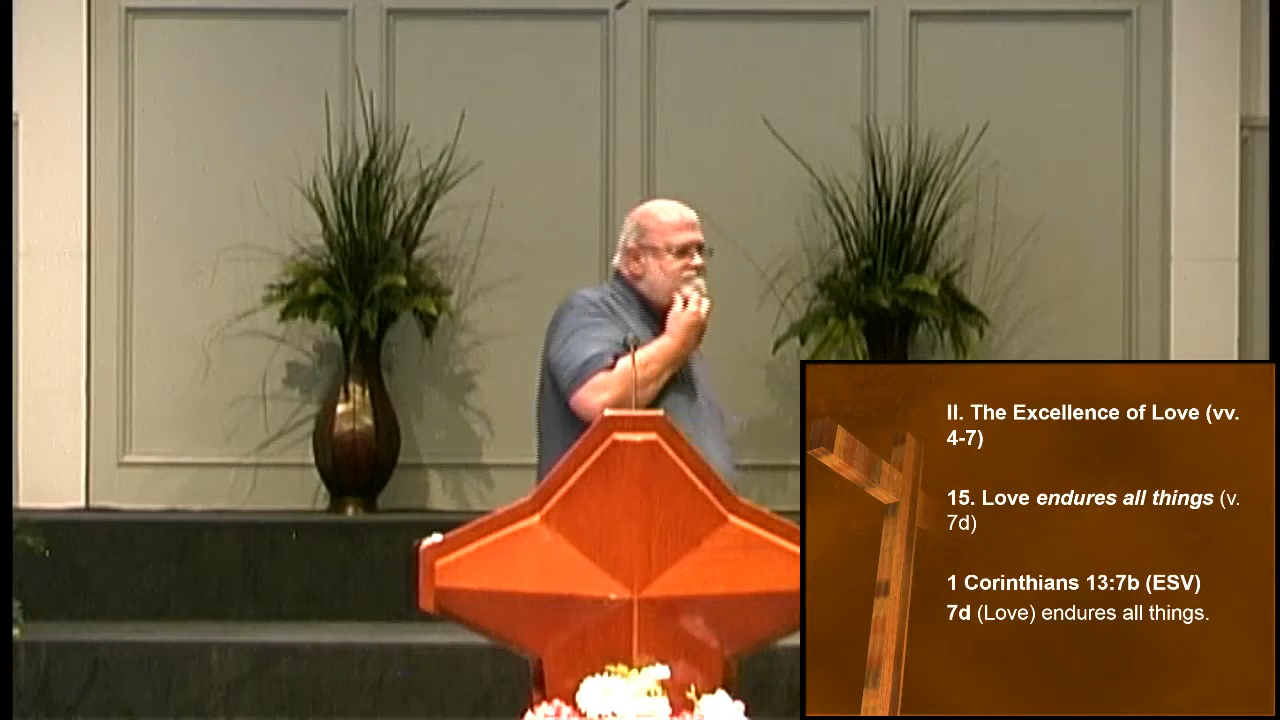 II. The Excellence of Love (vv.
4-7)
15. Love endures all things (v.
7d)
1 Corinthians 13:7b (ESV)
7d (Love) endures all things.